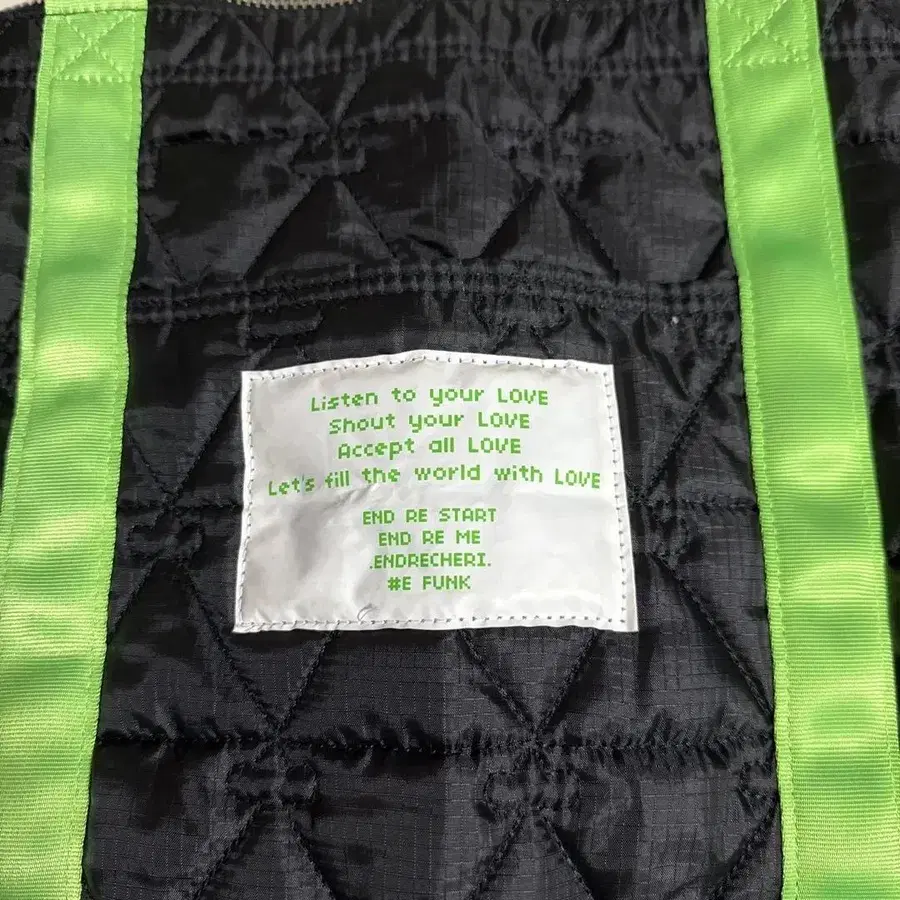 Listen to your LOVE
Shout your LOVE
Accept all LOVE
Let's fill the world with LOVE
END RE START
END RE ME
.ENDRECHERI.
#E FUNK